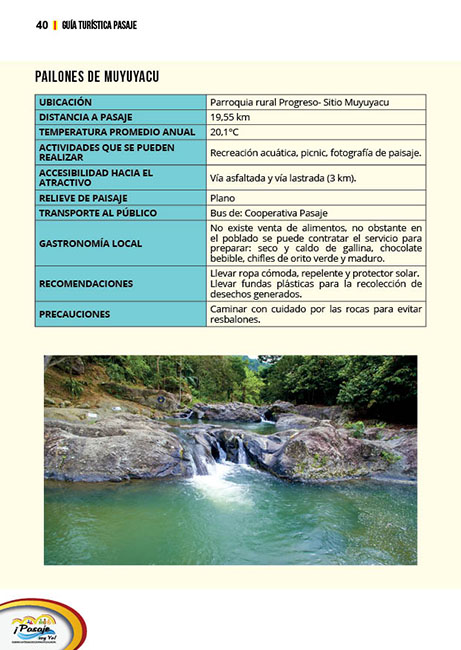 40 | GUÍA TURÍSTICA PASAJE
PAILONES DE MUYUYACU
UBICACIÓN
Parroquia rural Progreso- Sitio Muyuyacu
DISTANCIA A PASAJE
19,55 km
TEMPERATURA PROMEDIO ANUAL
20,1°C
ACTIVIDADES QUE SE PUEDEN
REALIZAR
Recreación acuática, picnic, fotografía de paisaje.
ACCESIBILIDAD HACIA EL
ATRACTIVO
Vía asfaltada y vía lastrada (3 km).
RELIEVE DE PAISAJE
Plano
TRANSPORTE AL PÚBLICO
Bus de: Cooperativa Pasaje
GASTRONOMÍA LOCAL
No existe venta de alimentos, no obstante en
el poblado se puede contratar el servicio para
preparar: seco y caldo de gallina, chocolate
bebible, chifles de orito verde y maduro.
RECOMENDACIONES
Llevar ropa cómoda, repelente y protector solar.
Llevar fundas plásticas para la recolección de
desechos generados.
PRECAUCIONES
Caminar con cuidado por las rocas para evitar
resbalones.
¡Pasaje
soy Yo!